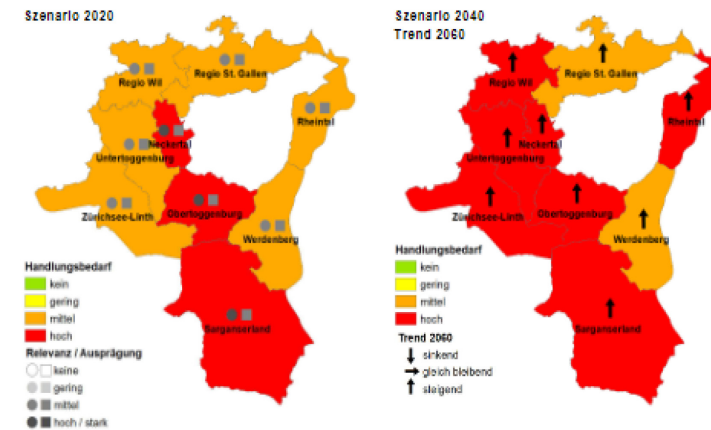 Szenario 2020
Regio Wil
Regio St. Gallen
Rheintal
Neckertal
Untertoggenburg
Zürichsee-Linth
Obertoggenburg
Werdenberg
Sarganserland
Handlungsbedarf
kein
gering
mittel
hoch
Relevanz / Ausprägung
keine
gering
mittel
hoch / stark
Szenario 2040
Trend 2060
Regio Wil
Regio St. Gallen
Rheintal
Neckertal
Untertoggenburg
Zürichsee-Linth
Obertoggenburg
Werdenberg
Sarganserland
Handlungsbedarf
kein
gering
mittel
hoch
Trend 2060
sinkend
gleich bleibend
steigend